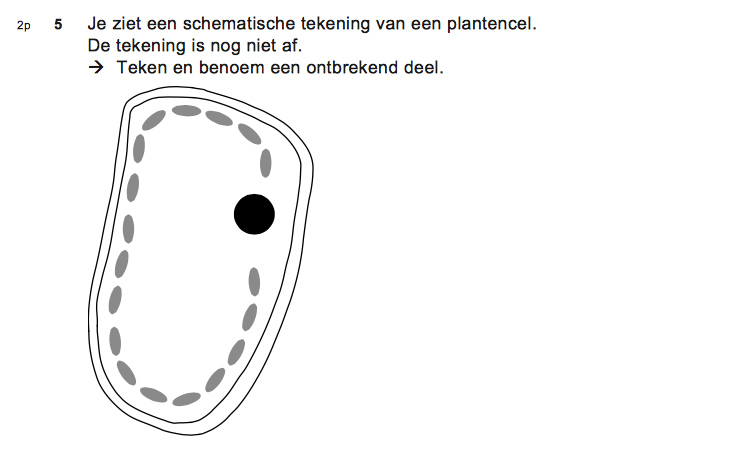 2p 5 Je ziet een schematische tekening van een plantencel.
De tekening is nog niet af.
→ Teken en benoem een ontbrekend deel.